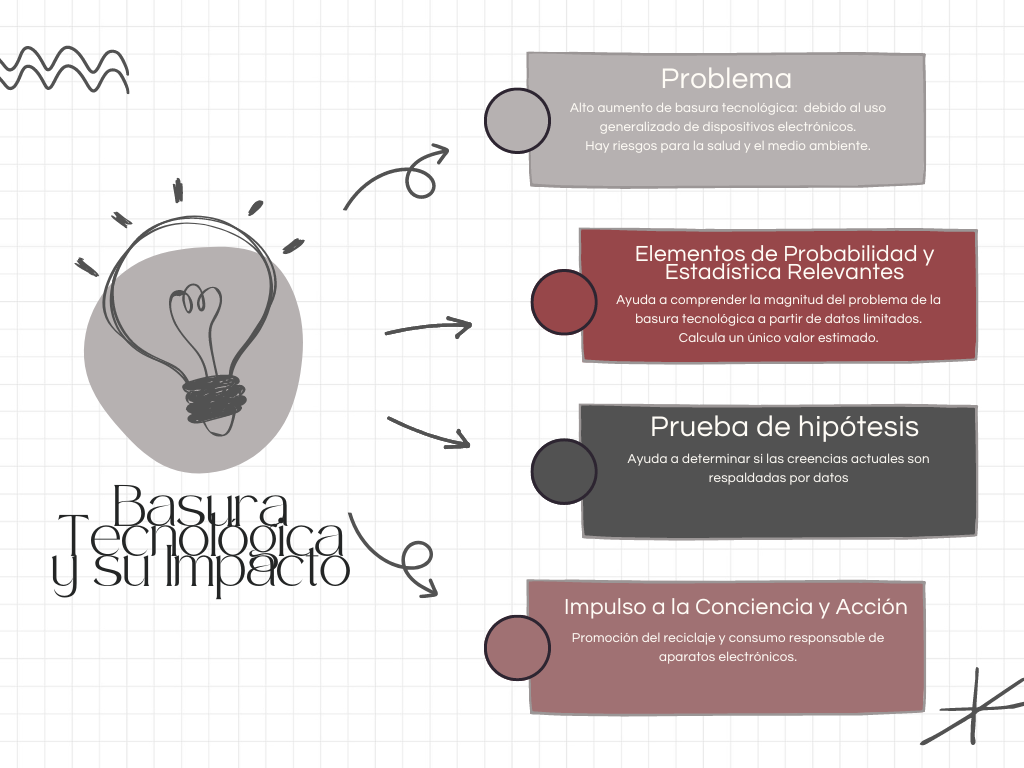 Problema
Alto aumento de basura tecnológica:  debido al uso
generalizado de dispositivos electrónicos.
Hay riesgos para la salud y el medio ambiente.
Elementos de Probabilidad y
Estadística Relevantes
Ayuda a comprender la magnitud del problema de la
basura tecnológica a partir de datos limitados.
Calcula un único valor estimado.
Prueba de hipótesis
Ayuda a determinar si las creencias actuales son
respaldadas por datos
Basura
Tecnológica
y su Impacto
Impulso a la Conciencia y Acción
Promoción del reciclaje y consumo responsable de
aparatos electrónicos.